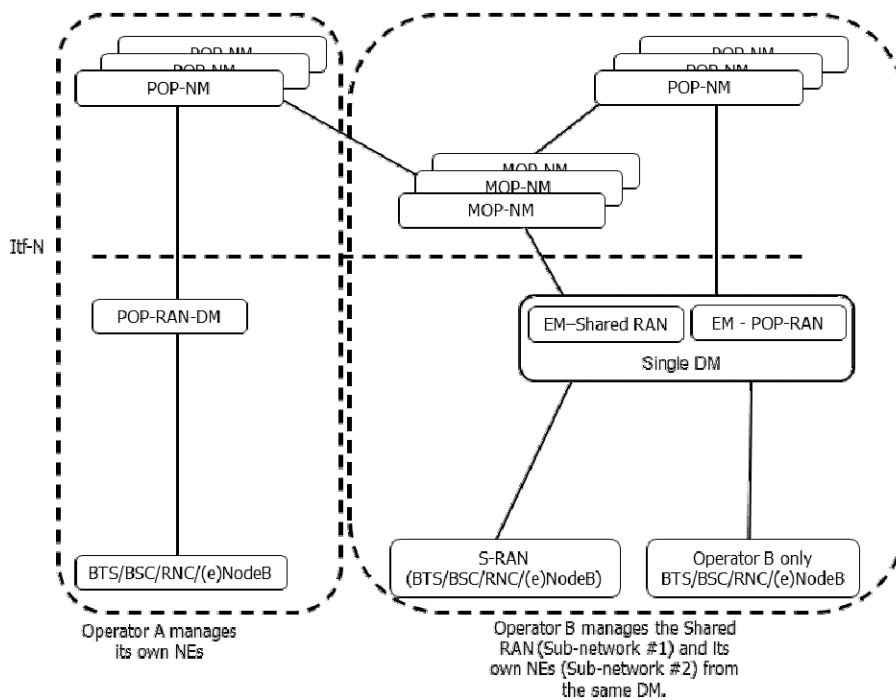 POP-NM
POP-NM
POP-NM
POP-NM
POP-NM
POP-NM
MOP-NM
MOP-NM
MOP-NM
Itf-N
POP-RAN-DM
EM–Shared RAN
EM - POP-RAN
Single DM
BTS/BSC/RNC/(e)NodeB
S-RAN
(BTS/BSC/RNC/(e)NodeB)
Operator B only
BTS/BSC/RNC/(e)NodeB
Operator A manages
its own NEs
Operator B manages the Shared
RAN (Sub-network #1) and its
own NEs (Sub-network #2) from
the same DM.